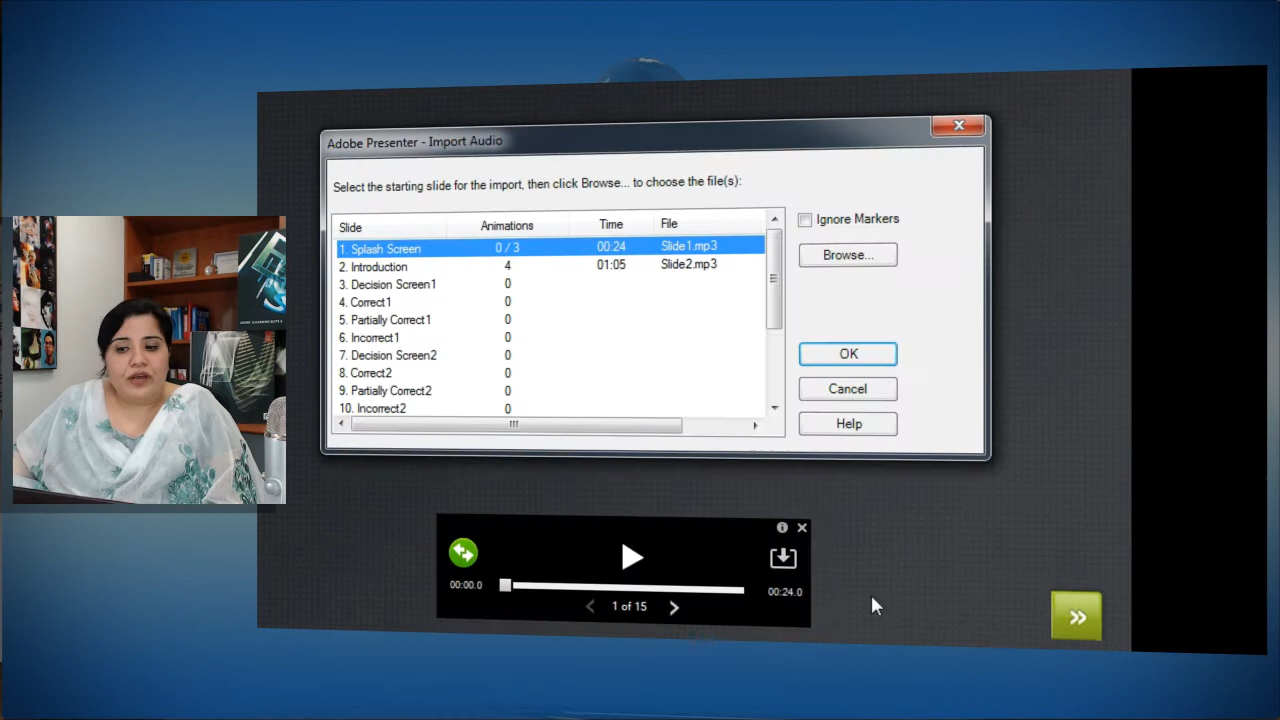 Adobe Presenter - Import Audio
Select the starting slide for the import, then click Browse... to choose the file(s):
Slide Animations Time File
1. Splash Screen 0 / 3 00:24 Slide1.mp3
2. Introduction 4 01:05 Slide2.mp3
3. Decision Screen1 0
4. Correct1 0
5. Partially Correct1 0
6. Incorrect1 0
7. Decision Screen2 0
8. Correct2 0
9. Partially Correct2 0
10. Incorrect2 0
Ignore Markers
Browse...
OK
Cancel
Help
00:00.0
00:24.0
1 of 15